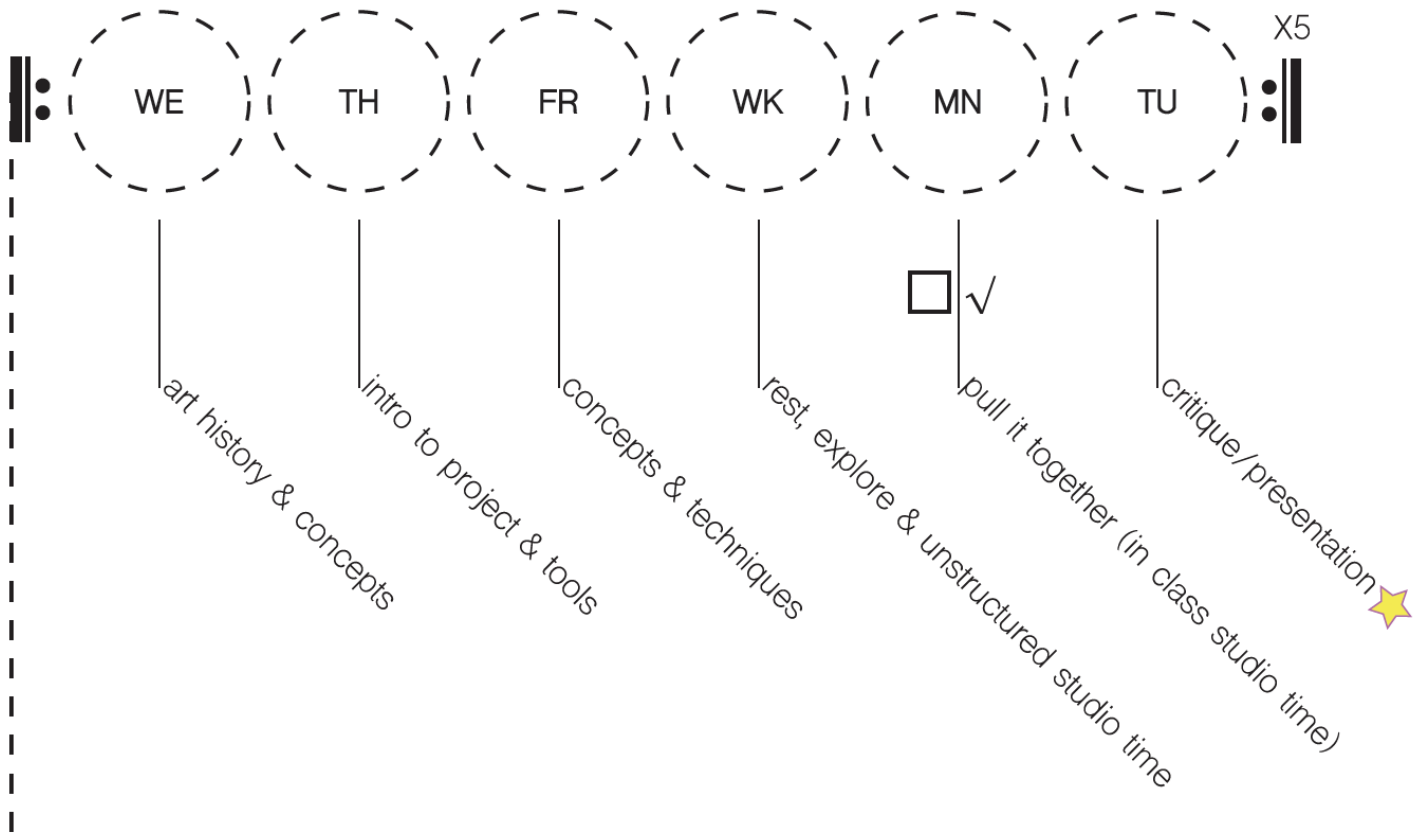 X5
WE
TH
FR
WK
MN
TU
√
art history & concepts
intro to project & tools
concepts & techniques
rest, explore & unstructured studio time
pull it together (in class studio time)
critique/presentation